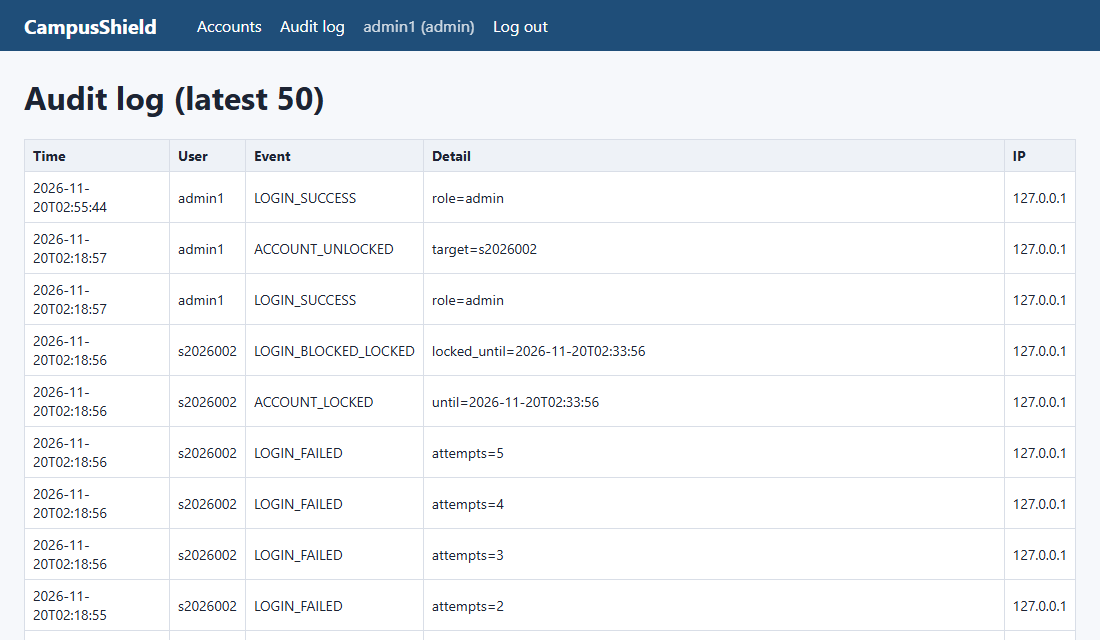 CampusShield Accounts Audit log admin1 (admin) Log out
Audit log (latest 50)
Time User Event Detail IP
2026-11-
20T02:55:44 admin1 LOGIN_SUCCESS role=admin 127.0.0.1
2026-11-
20T02:18:57 admin1 ACCOUNT_UNLOCKED target=s2026002 127.0.0.1
2026-11-
20T02:18:57 admin1 LOGIN_SUCCESS role=admin 127.0.0.1
2026-11-
20T02:18:56 s2026002 LOGIN_BLOCKED_LOCKED locked_until=2026-11-20T02:33:56 127.0.0.1
2026-11-
20T02:18:56 s2026002 ACCOUNT_LOCKED until=2026-11-20T02:33:56 127.0.0.1
2026-11-
20T02:18:56 s2026002 LOGIN_FAILED attempts=5 127.0.0.1
2026-11-
20T02:18:56 s2026002 LOGIN_FAILED attempts=4 127.0.0.1
2026-11-
20T02:18:56 s2026002 LOGIN_FAILED attempts=3 127.0.0.1
2026-11-
20T02:18:55 s2026002 LOGIN_FAILED attempts=2 127.0.0.1